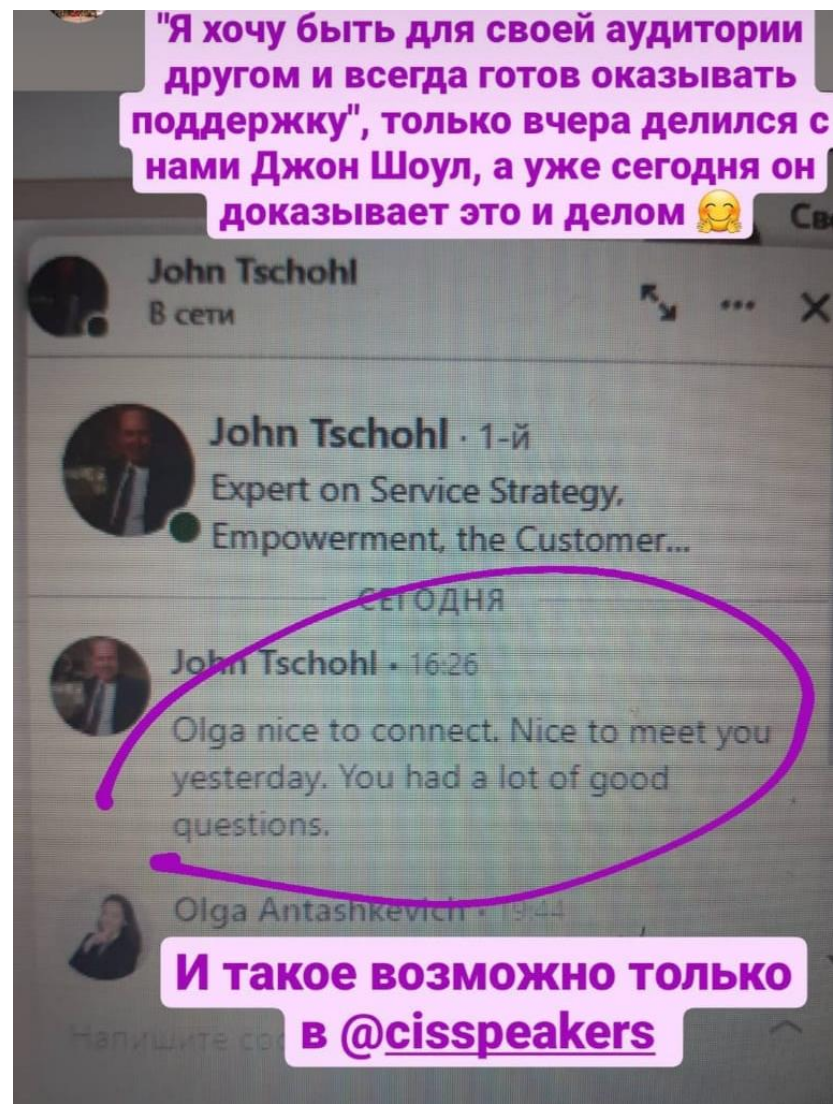 "Я хочу быть для своей аудитории
другом и всегда готов оказывать
поддержку", только вчера делился с
нами Джон Шоул, а уже сегодня он
доказывает это и делом 🤗
John Tschohl
В сети
John Tschohl · 1-й
Expert on Service Strategy,
Empowerment, the Customer...
СЕГОДНЯ
John Tschohl • 16:26
Olga nice to connect. Nice to meet you
yesterday. You had a lot of good
questions.
Olga Antashkevich • 19:44
И такое возможно только
в @cisspeakers
Напишите